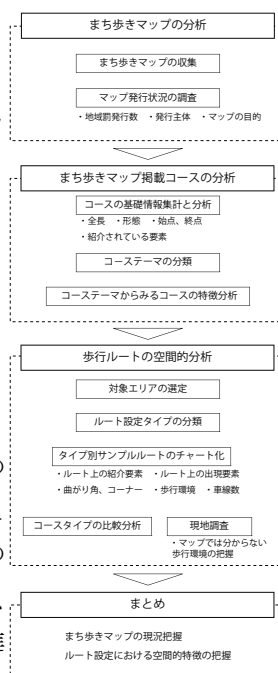 まち歩きマップの分析
まち歩きマップの収集
マップ発行状況の調査
・地域罰発行数 ・発行主体 ・マップの目的
まち歩きマップ掲載コースの分析
コースの基礎情報集計と分析
・全長 ・形態 ・始点、終点
・紹介されている要素
コーステーマの分類
コーステーマからみるコースの特徴分析
歩行ルートの空間的分析
対象エリアの選定
ルート設定タイプの分類
タイプ別サンプルルートのチャート化
・ルート上の紹介要素 ・ルート上の出現要素
・曲がり角、コーナー ・歩行環境 ・車線数
コースタイプの比較分析
現地調査
・マップでは分からない
歩行環境の把握
まとめ
まち歩きマップの現況把握
ルート設定における空間的特徴の把握